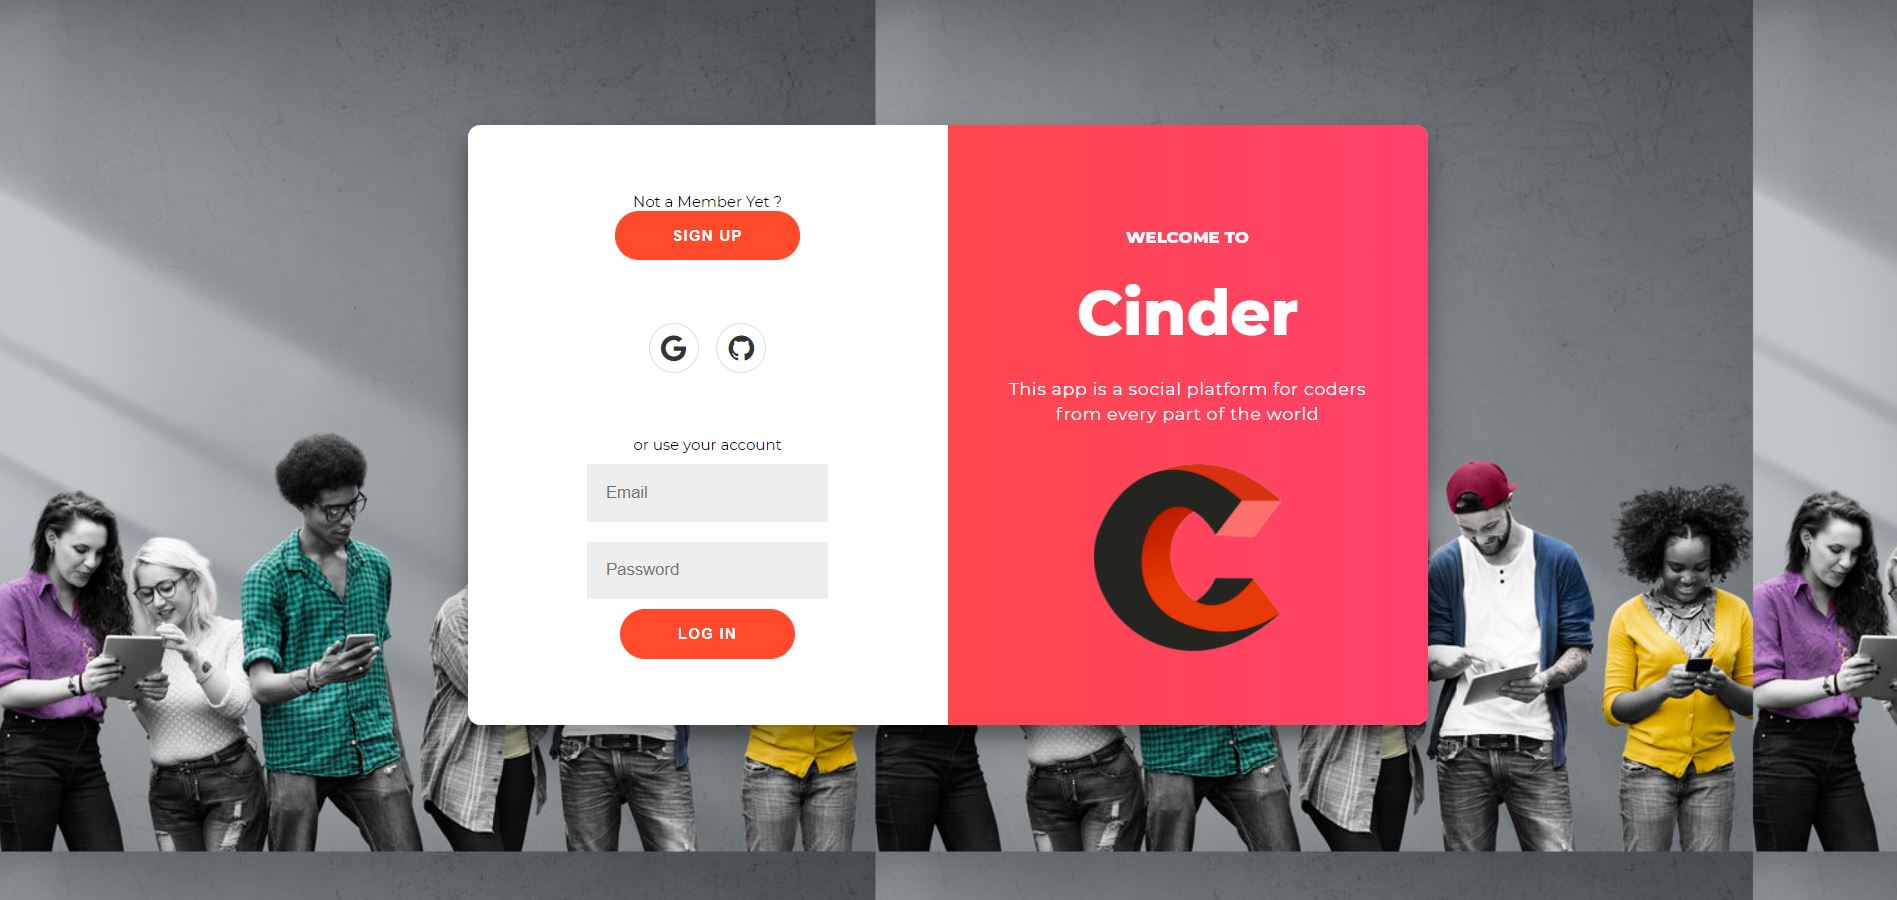 Not a Member Yet ?
SIGN UP
or use your account
Email
Password
LOG IN
WELCOME TO
Cinder
This app is a social platform for coders
from every part of the world